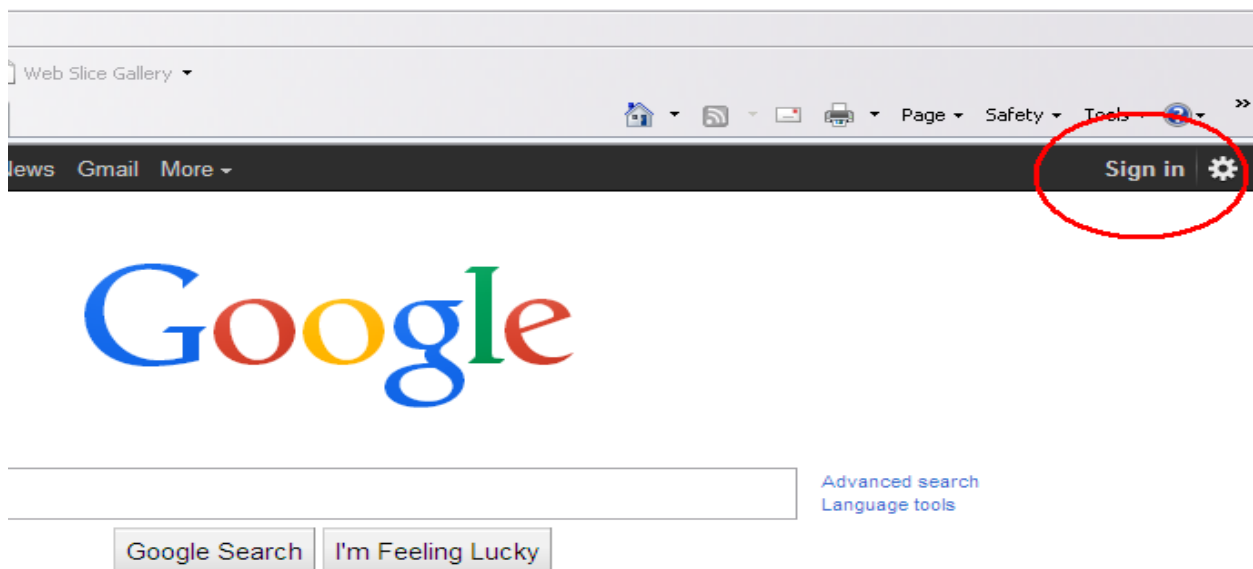 Web Slice Gallery
Page Safety Tools
News Gmail More Sign in
Google
Advanced search
Language tools
Google Search I'm Feeling Lucky